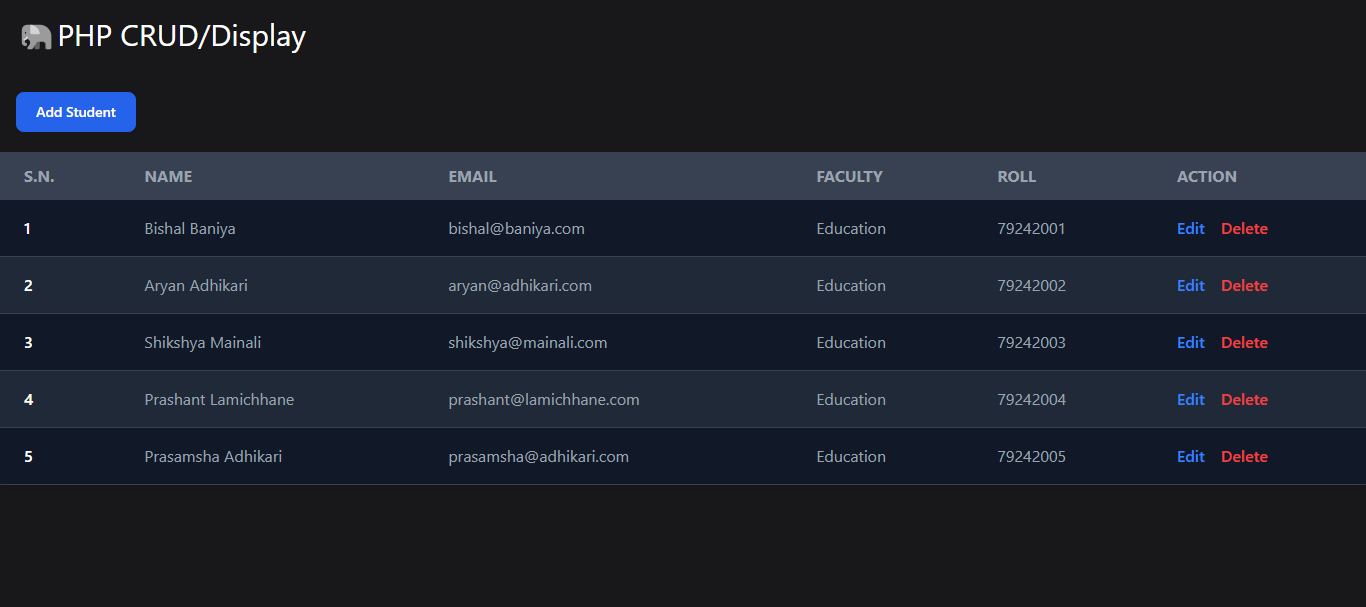 PHP CRUD/Display
Add Student
S.N. NAME EMAIL FACULTY ROLL ACTION
1 Bishal Baniya bishal@baniya.com Education 79242001 Edit Delete
2 Aryan Adhikari aryan@adhikari.com Education 79242002 Edit Delete
3 Shikshya Mainali shikshya@mainali.com Education 79242003 Edit Delete
4 Prashant Lamichhane prashant@lamichhane.com Education 79242004 Edit Delete
5 Prasamsha Adhikari prasamsha@adhikari.com Education 79242005 Edit Delete